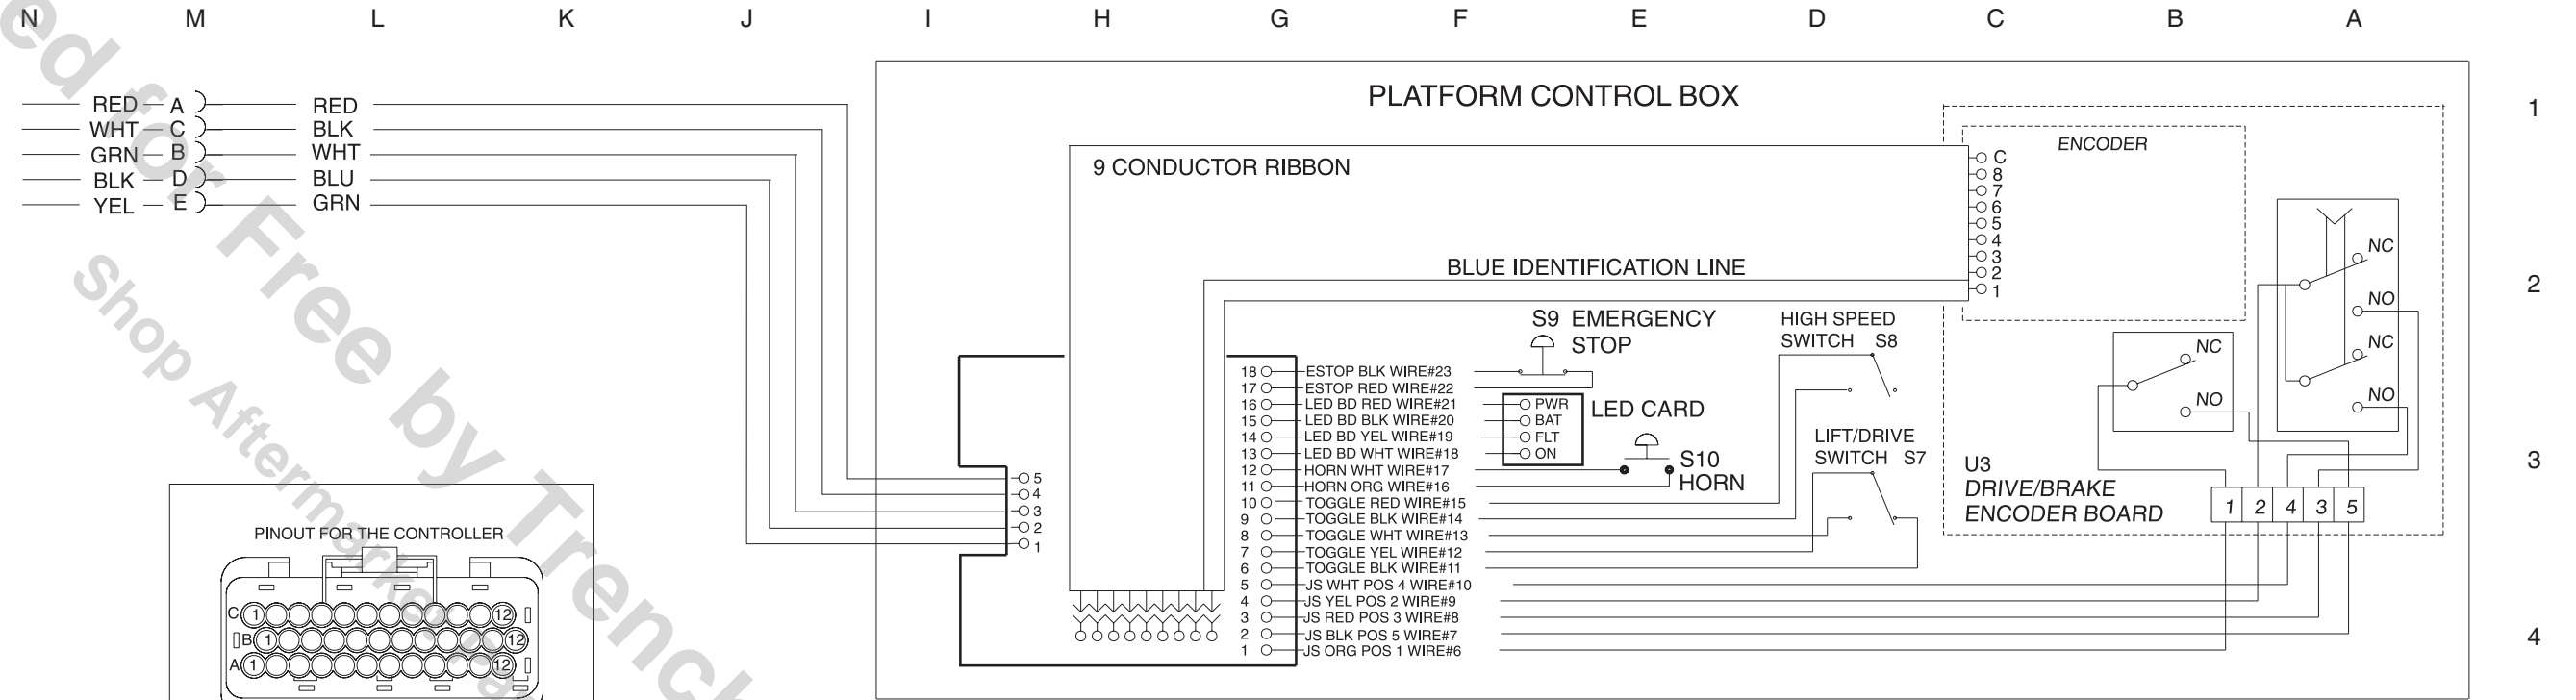 N M L K J I H G F E D C B A
PLATFORM CONTROL BOX
1
RED A RED
WHT C BLK
GRN B WHT
BLK D BLU
YEL E GRN
ENCODER
9 CONDUCTOR RIBBON
C
8
7
6
5
4
3
2
1
BLUE IDENTIFICATION LINE
2
NC
NO
NC
NO
NC
NO
S9 EMERGENCY
STOP
HIGH SPEED
SWITCH S8
18 ESTOP BLK WIRE#23
17 ESTOP RED WIRE#22
16 LED BD RED WIRE#21
15 LED BD BLK WIRE#20
14 LED BD YEL WIRE#19
13 LED BD WHT WIRE#18
12 HORN WHT WIRE#17
11 HORN ORG WIRE#16
10 TOGGLE RED WIRE#15
9 TOGGLE BLK WIRE#14
8 TOGGLE WHT WIRE#13
7 TOGGLE YEL WIRE#12
6 TOGGLE BLK WIRE#11
5 JS WHT POS 4 WIRE#10
4 JS YEL POS 2 WIRE#9
3 JS RED POS 3 WIRE#8
2 JS BLK POS 5 WIRE#7
1 JS ORG POS 1 WIRE#6
PWR
BAT
FLT
ON
LED CARD
S10
HORN
LIFT/DRIVE
SWITCH S7
U3
DRIVE/BRAKE
ENCODER BOARD
1 2 4 3 5
3
5
4
3
2
1
PINOUT FOR THE CONTROLLER
C 1 12
B 1 12
A 1 12
4
ed for Free by Trench
Shop Aftermarket Pa